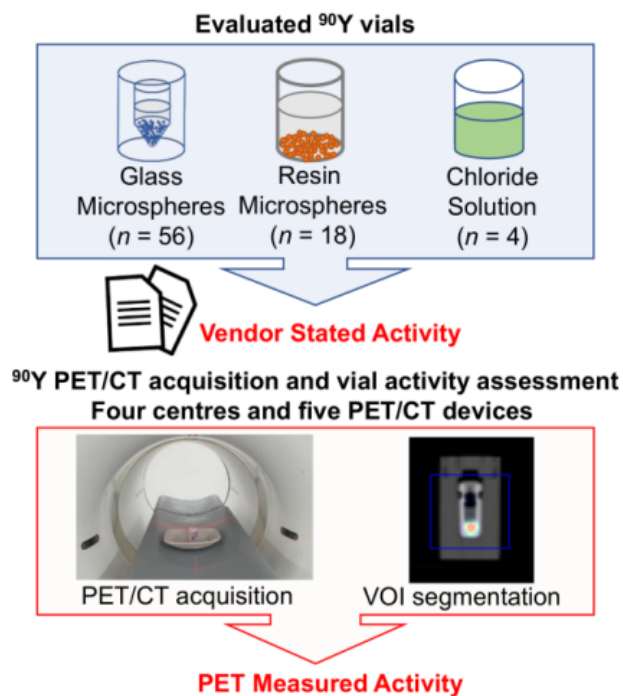 Evaluated ⁹⁰Y vials
Glass Microspheres (n = 56)
Resin Microspheres (n = 18)
Chloride Solution (n = 4)
Vendor Stated Activity
⁹⁰Y PET/CT acquisition and vial activity assessment
Four centres and five PET/CT devices
PET/CT acquisition
VOI segmentation
PET Measured Activity